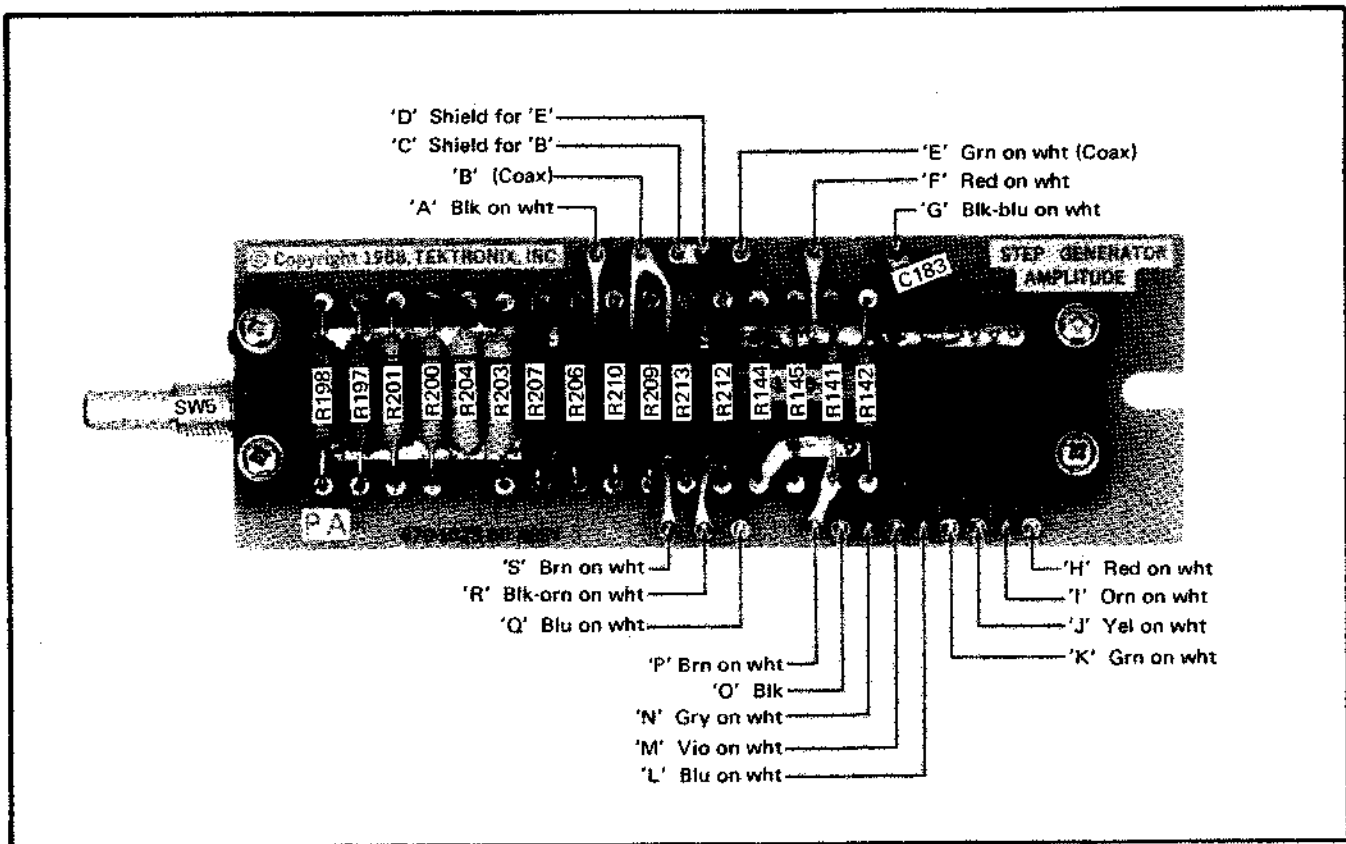 'D' Shield for 'E'
'C' Shield for 'B'
'B' (Coax)
'A' Blk on wht
'E' Grn on wht (Coax)
'F' Red on wht
'G' Blk-blu on wht
© Copyright 1968, TEKTRONIX, INC
C183
STEP GENERATOR
AMPLITUDE
SW5
R198
R197
R201
R200
R204
R203
R207
R206
R210
R209
R213
R212
R144
R145
R141
R142
P A
'S' Brn on wht
'R' Blk-orn on wht
'Q' Blu on wht
'P' Brn on wht
'O' Blk
'N' Gry on wht
'M' Vio on wht
'L' Blu on wht
'H' Red on wht
'I' Orn on wht
'J' Yel on wht
'K' Grn on wht